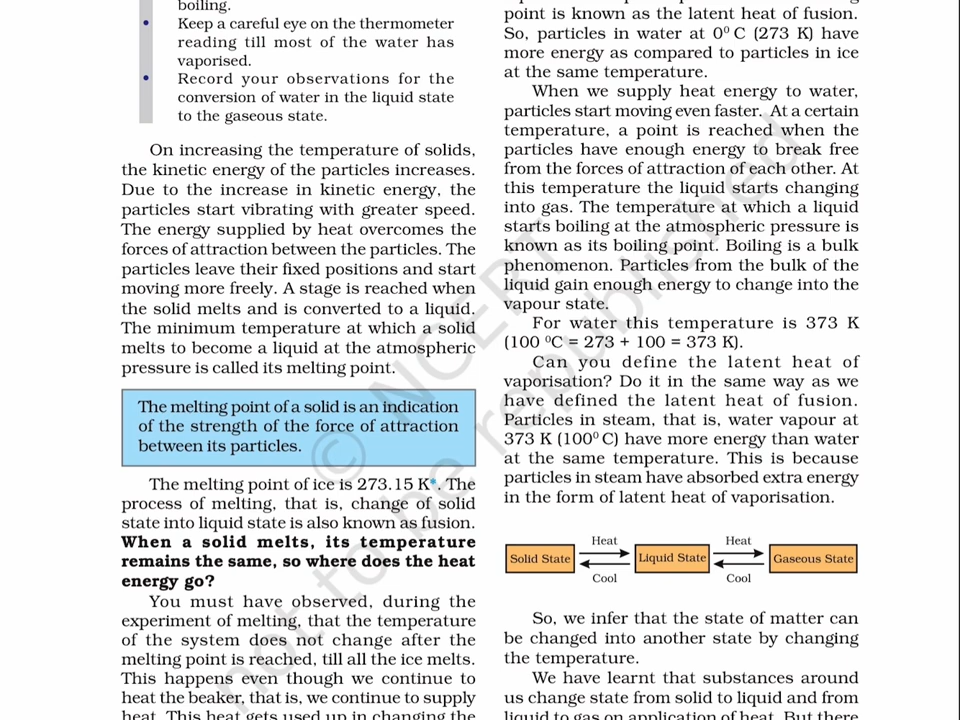 boiling.
• Keep a careful eye on the thermometer
reading till most of the water has
vaporised.
• Record your observations for the
conversion of water in the liquid state
to the gaseous state.
On increasing the temperature of solids,
the kinetic energy of the particles increases.
Due to the increase in kinetic energy, the
particles start vibrating with greater speed.
The energy supplied by heat overcomes the
forces of attraction between the particles. The
particles leave their fixed positions and start
moving more freely. A stage is reached when
the solid melts and is converted to a liquid.
The minimum temperature at which a solid
melts to become a liquid at the atmospheric
pressure is called its melting point.
The melting point of a solid is an indication
of the strength of the force of attraction
between its particles.
The melting point of ice is 273.15 K*. The
process of melting, that is, change of solid
state into liquid state is also known as fusion.
When a solid melts, its temperature
remains the same, so where does the heat
energy go?
You must have observed, during the
experiment of melting, that the temperature
of the system does not change after the
melting point is reached, till all the ice melts.
This happens even though we continue to
heat the beaker, that is, we continue to supply
heat. This heat gets used up in changing the
point is known as the latent heat of fusion.
So, particles in water at 0⁰ C (273 K) have
more energy as compared to particles in ice
at the same temperature.
When we supply heat energy to water,
particles start moving even faster. At a certain
temperature, a point is reached when the
particles have enough energy to break free
from the forces of attraction of each other. At
this temperature the liquid starts changing
into gas. The temperature at which a liquid
starts boiling at the atmospheric pressure is
known as its boiling point. Boiling is a bulk
phenomenon. Particles from the bulk of the
liquid gain enough energy to change into the
vapour state.
For water this temperature is 373 K
(100 ⁰C = 273 + 100 = 373 K).
Can you define the latent heat of
vaporisation? Do it in the same way as we
have defined the latent heat of fusion.
Particles in steam, that is, water vapour at
373 K (100⁰ C) have more energy than water
at the same temperature. This is because
particles in steam have absorbed extra energy
in the form of latent heat of vaporisation.
Heat Heat
Solid State Liquid State Gaseous State
Cool Cool
So, we infer that the state of matter can
be changed into another state by changing
the temperature.
We have learnt that substances around
us change state from solid to liquid and from
liquid to gas on application of heat. But there
© NCERT
not to be republished